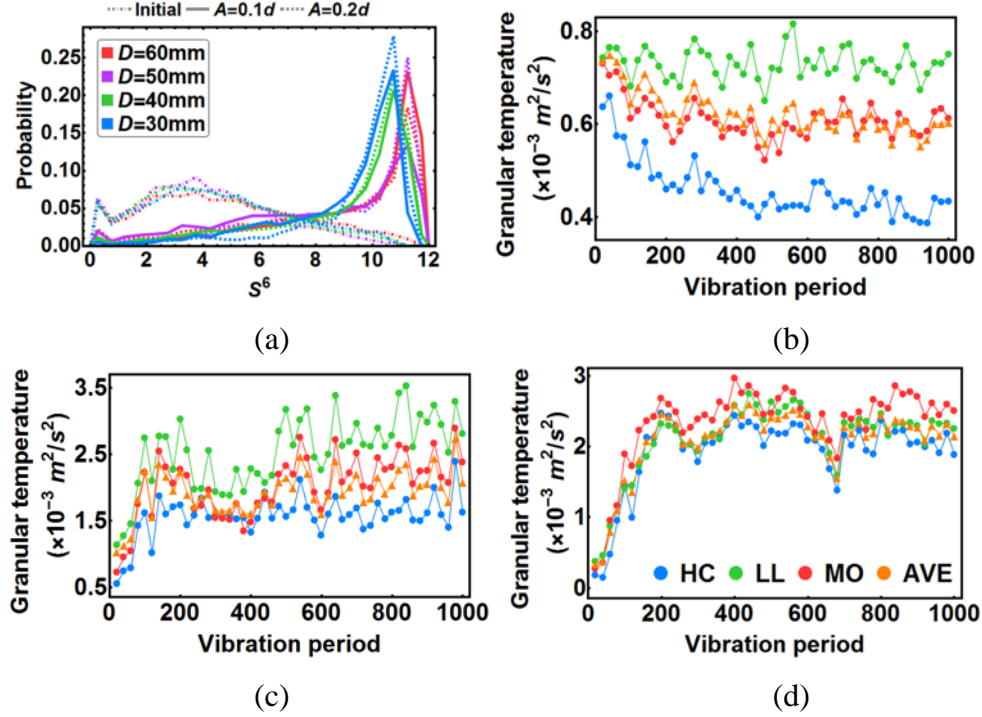 Initial A=0.1d A=0.2d
D=60mm
D=50mm
D=40mm
D=30mm
Probability
0.25
0.20
0.15
0.10
0.05
0.00
0 2 4 6 8 10 12
S⁶
(a)
Granular temperature
(×10⁻³ m²/s²)
0.8
0.6
0.4
0 200 400 600 800 1000
Vibration period
(b)
Granular temperature
(×10⁻³ m²/s²)
3.5
2.5
1.5
0.5
0 200 400 600 800 1000
Vibration period
(c)
Granular temperature
(×10⁻³ m²/s²)
3
2
1
0
HC LL MO AVE
0 200 400 600 800 1000
Vibration period
(d)